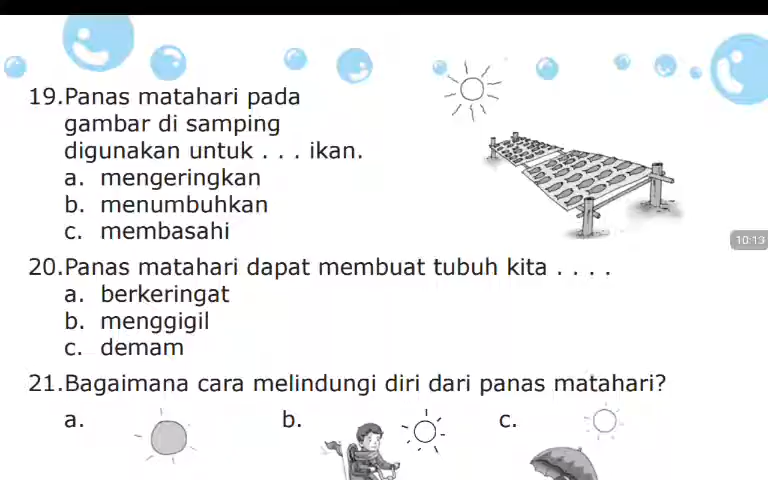 19.Panas matahari pada
gambar di samping
digunakan untuk . . . ikan.
a. mengeringkan
b. menumbuhkan
c. membasahi
20.Panas matahari dapat membuat tubuh kita . . . .
a. berkeringat
b. menggigil
c. demam
21.Bagaimana cara melindungi diri dari panas matahari?
a. b. c.
10:13